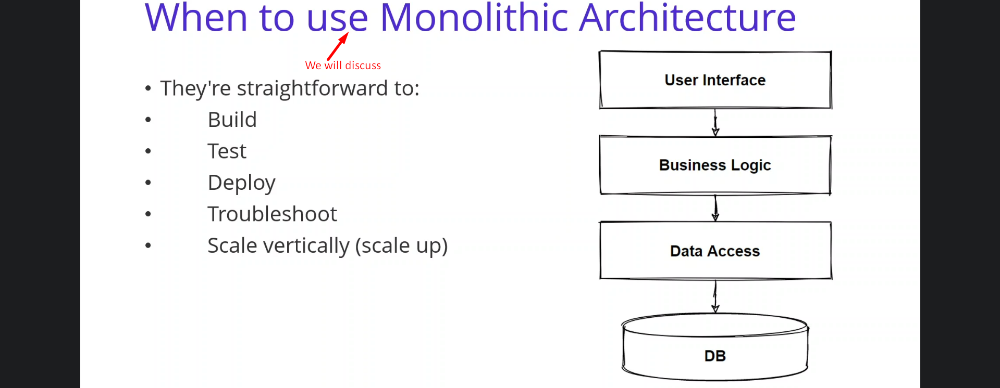 When to use Monolithic Architecture
We will discuss
• They're straightforward to:
• Build
• Test
• Deploy
• Troubleshoot
• Scale vertically (scale up)
User Interface
Business Logic
Data Access
DB